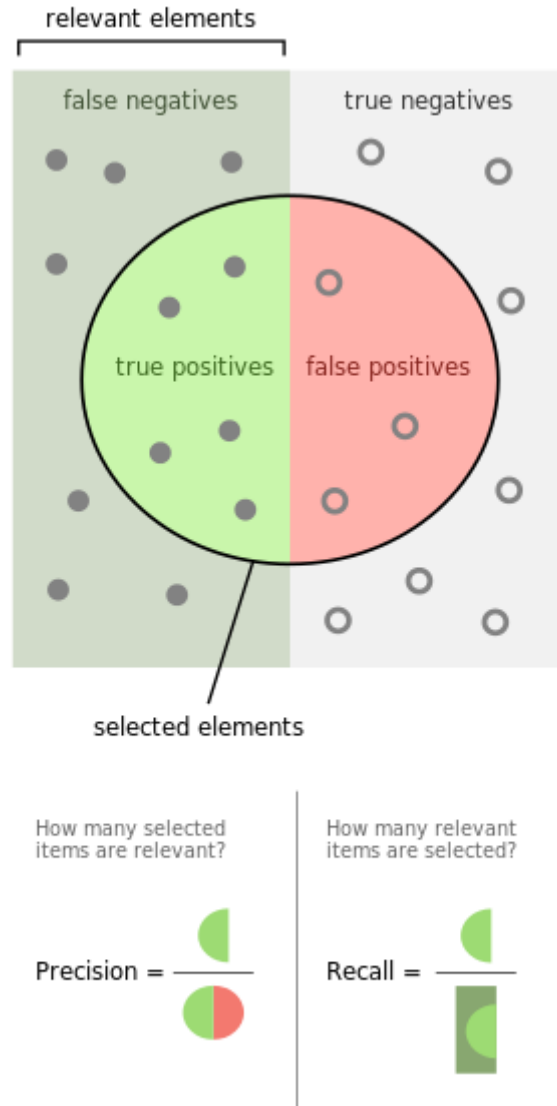 relevant elements
false negatives
true negatives
true positives
false positives
selected elements
How many selected
items are relevant?
How many relevant
items are selected?
Precision =
Recall =